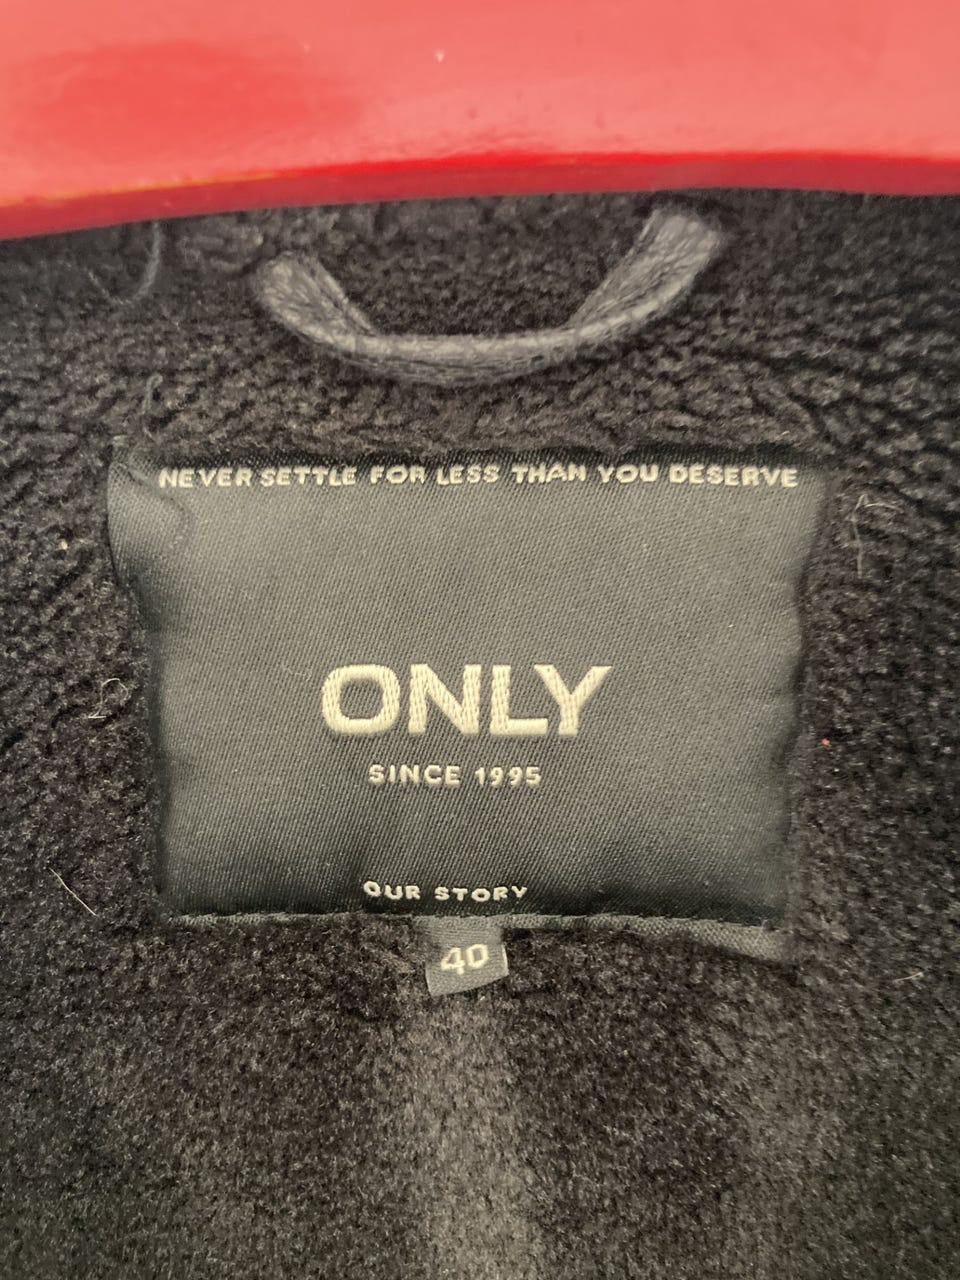 NEVER SETTLE FOR LESS THAN YOU DESERVE
ONLY
SINCE 1995
OUR STORY
40